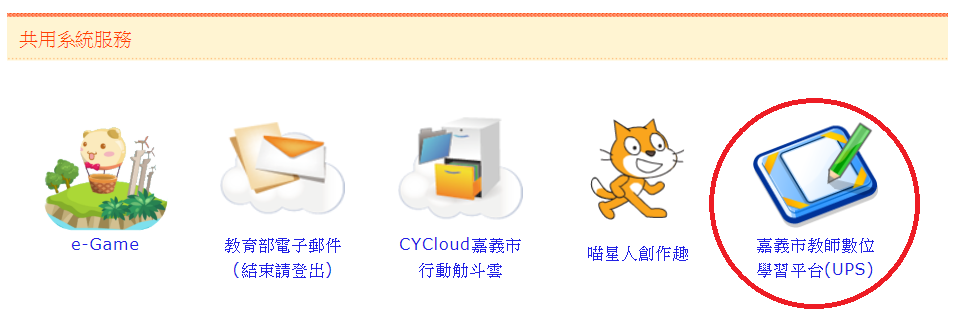 共用系統服務
e-Game
教育部電子郵件
（結束請登出）
CYCloud嘉義市
行動觔斗雲
喵星人創作趣
嘉義市教師數位
學習平台(UPS)